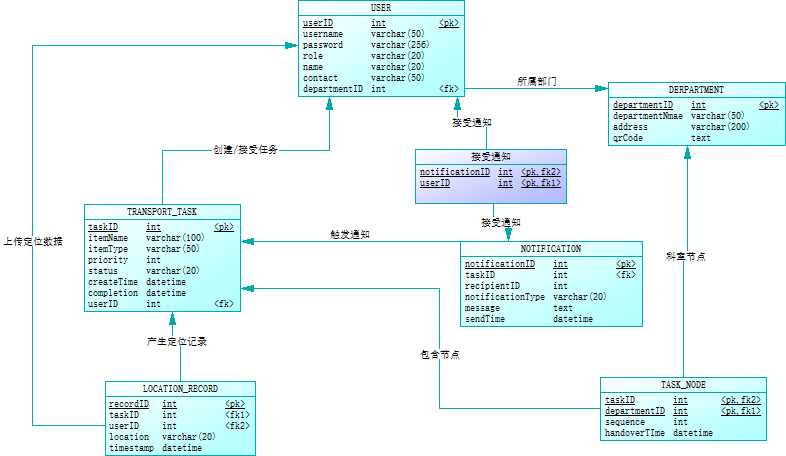 USER
userID int <pk>
username varchar(50)
password varchar(256)
role varchar(20)
name varchar(20)
contact varchar(50)
departmentID int <fk>
所属部门
DERPARTMENT
departmentID int <pk>
departmentNmae varchar(50)
address varchar(200)
qrCode text
接受通知
创建/接受任务
接受通知
notificationID int <pk,fk2>
userID int <pk,fk1>
接受通知
TRANSPORT_TASK
taskID int <pk>
itemName varchar(100)
itemType varchar(50)
priority int
status varchar(20)
createTime datetime
completion datetime
userID int <fk>
触发通知
上传定位数据
NOTIFICATION
notificationID int <pk>
taskID int <fk>
recipientID int
notificationType varchar(20)
message text
sendTime datetime
科室节点
产生定位记录
包含节点
LOCATION_RECORD
recordID int <pk>
taskID int <fk1>
userID int <fk2>
location varchar(20)
timestamp datetime
TASK_NODE
taskID int <pk,fk2>
departmentID int <pk,fk1>
sequence int
handoverTIme datetime